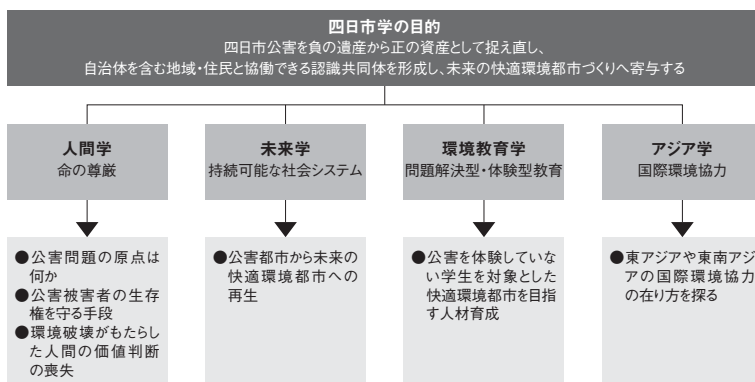 四日市学の目的
四日市公害を負の遺産から正の資産として捉え直し、
自治体を含む地域・住民と協働できる認識共同体を形成し、未来の快適環境都市づくりへ寄与する
人間学
命の尊厳
未来学
持続可能な社会システム
環境教育学
問題解決型・体験型教育
アジア学
国際環境協力
●公害問題の原点は
何か
●公害被害者の生存
権を守る手段
●環境破壊がもたらし
た人間の価値判断
の喪失
●公害都市から未来の
快適環境都市への
再生
●公害を体験していな
い学生を対象とした
快適環境都市を目指
す人材育成
●東アジアや東南アジ
アの国際環境協力
の在り方を探る